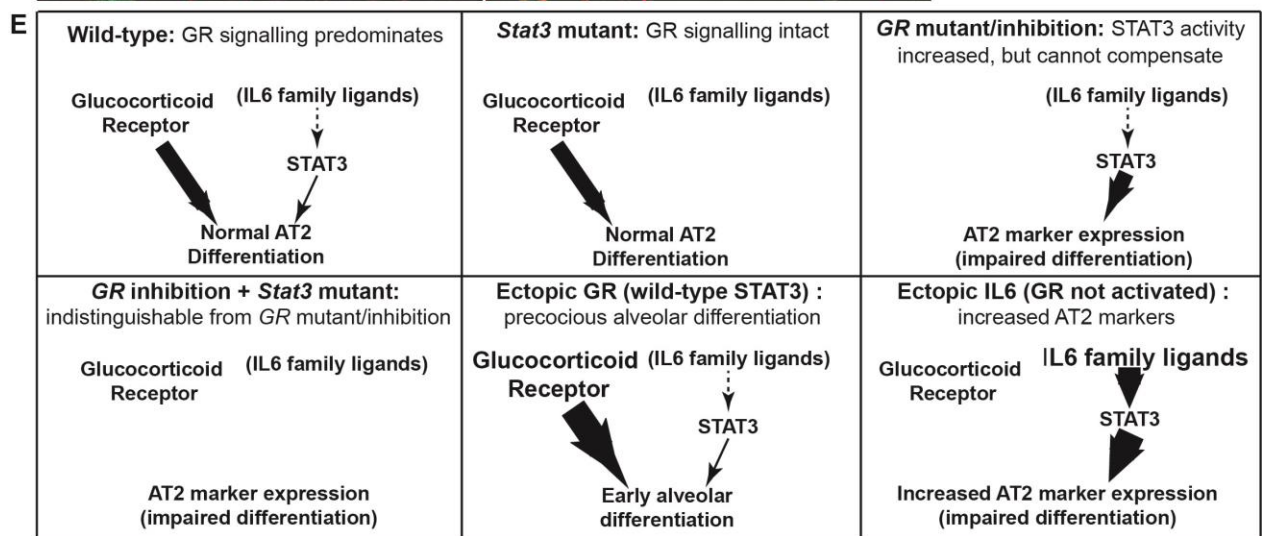 E
Wild-type: GR signalling predominates
Glucocorticoid
Receptor
(IL6 family ligands)
STAT3
Normal AT2
Differentiation
Stat3 mutant: GR signalling intact
Glucocorticoid
Receptor
(IL6 family ligands)
Normal AT2
Differentiation
GR mutant/inhibition: STAT3 activity
increased, but cannot compensate
(IL6 family ligands)
STAT3
AT2 marker expression
(impaired differentiation)
GR inhibition + Stat3 mutant:
indistinguishable from GR mutant/inhibition
Glucocorticoid
Receptor
(IL6 family ligands)
AT2 marker expression
(impaired differentiation)
Ectopic GR (wild-type STAT3) :
precocious alveolar differentiation
Glucocorticoid
Receptor
(IL6 family ligands)
STAT3
Early alveolar
differentiation
Ectopic IL6 (GR not activated) :
increased AT2 markers
Glucocorticoid
Receptor
IL6 family ligands
STAT3
Increased AT2 marker expression
(impaired differentiation)